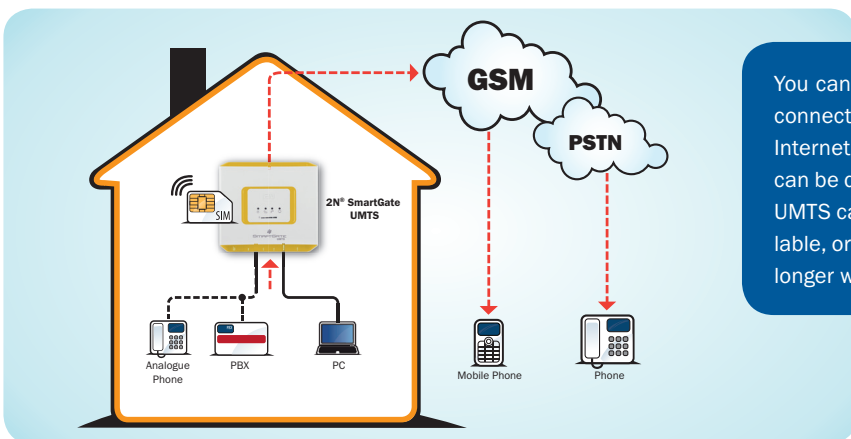 GSM
PSTN
2N® SmartGate
UMTS
SIM
Analogue
Phone
PBX
PC
Mobile Phone
Phone
You can
connect
Internet
can be
UMTS ca
lable, or
longer w